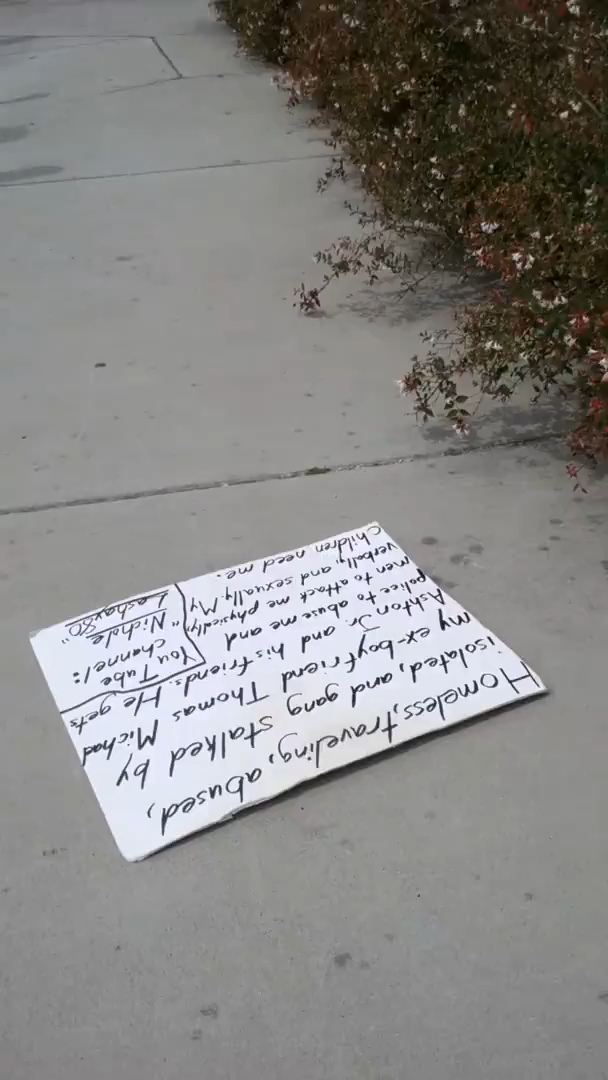 Homeless, traveling, abused,
isolated, and gang stalked by
my ex-boyfriend Thomas Michael
Ashton Jr. and his friends. He gets
police to abuse me and
men to attack me physically,
verbally, and sexually. My
children need me.
You Tube
channel:
"Nichole